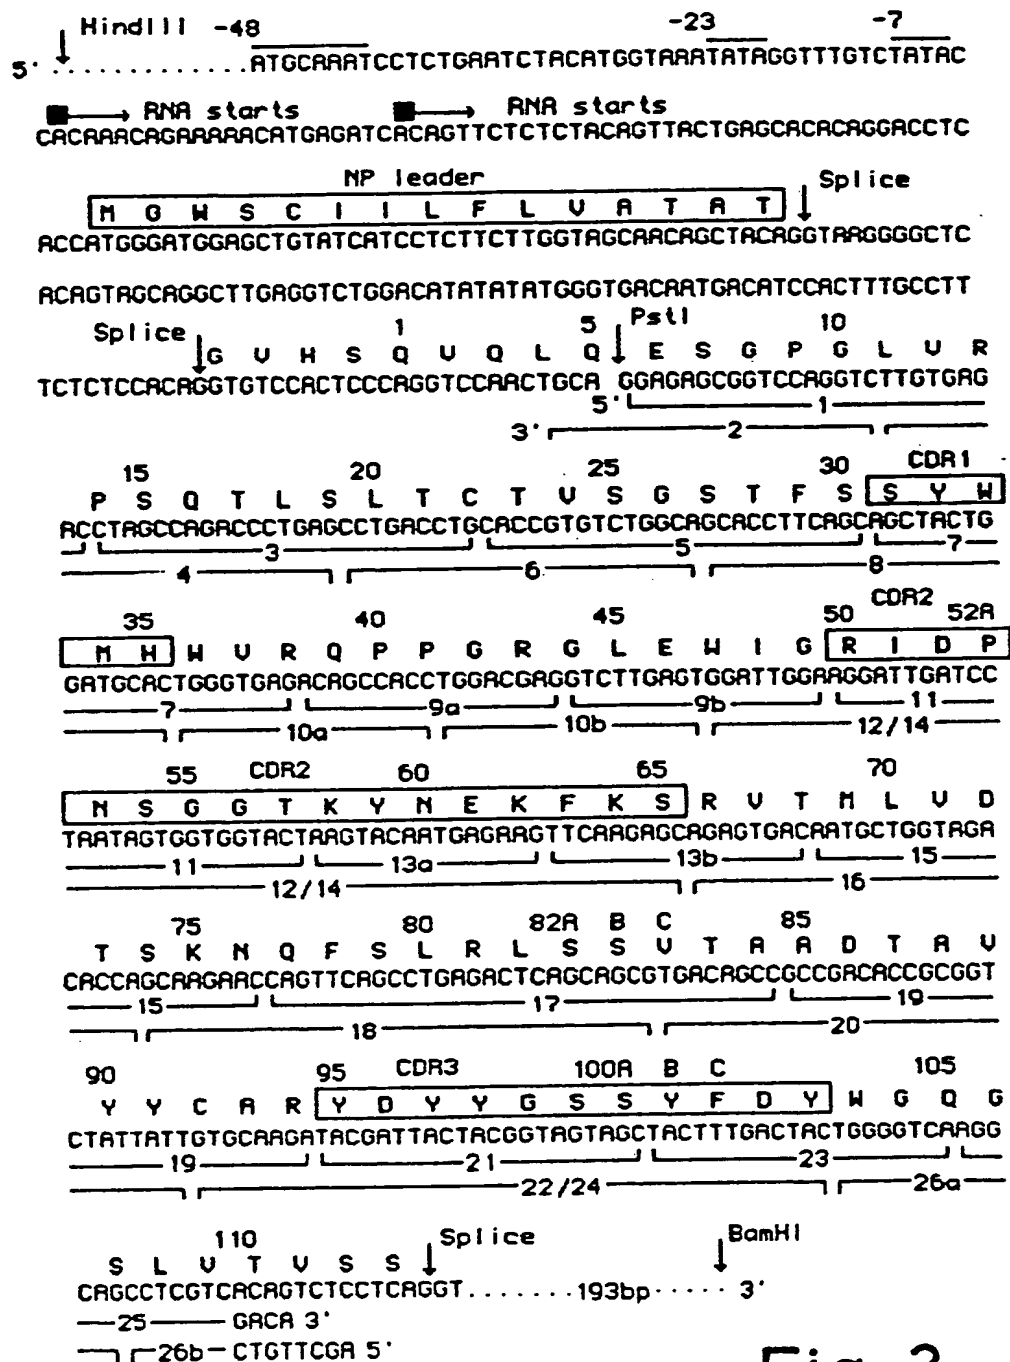 HindIII -48 -23 -7
5' ..............ATGCAAATCCTCTGAATCTACATGGTAAATATAGGTTTGTCTATAC
RNA starts RNA starts
CACAAACAGAAAAACATGAGATCACAGTTCTCTCTACAGTTACTGAGCACACAGGACCTC
NP leader Splice
M G W S C I I L F L V A T A T
ACCATGGGATGGAGCTGTATCATCCTCTTCTTGGTAGCAACAGCTACAGGTAAGGGGCTC
ACAGTAGCAGGCTTGAGGTCTGGACATATATATGGGTGACAATGACATCCACTTTGCCTT
Splice 1 5 PstI 10
G V H S Q V Q L Q E S G P G L V R
TCTCTCCACAGGTGTCCACTCCCAGGTCCAACTGCA GGAGAGCGGTCCAGGTCTTGTGAG
5' 1
3' 2
15 20 25 30 CDR1
P S Q T L S L T C T V S G S T F S S Y W
ACCTAGCCAGACCCTGAGCCTGACCTGCACCGTGTCTGGCAGCACCTTCAGCAGCTACTG
3 5 7
4 6 8
35 40 45 50 CDR2 52A
M H W V R Q P P G R G L E W I G R I D P
GATGCACTGGGTGAGACAGCCACCTGGACGAGGTCTTGAGTGGATTGGAAGGATTGATCC
7 9a 9b 11
10a 10b 12/14
55 CDR2 60 65 70
N S G G T K Y N E K F K S R V T M L V D
TAATAGTGGTGGTACTAAGTACAATGAGAAGTTCAAGAGCAGAGTGACAATGCTGGTAGA
11 13a 13b 15
12/14 16
75 80 82A B C 85
T S K N Q F S L R L S S V T A A D T A V
CACCAGCAAGAACCAGTTCAGCCTGAGACTCAGCAGCGTGACAGCCGCCGACACCGCGGT
15 17 19
18 20
90 95 CDR3 100A B C 105
Y Y C A R Y D Y Y G S S Y F D Y W G Q G
CTATTATTGTGCAAGATACGATTACTACGGTAGTAGCTACTTTGACTACTGGGGTCAAGG
19 21 23
22/24 26a
110 Splice BamHI
S L V T V S S
CAGCCTCGTCACAGTCTCCTCAGGT.......193bp..... 3'
25 GACA 3'
26b CTGTTCGA 5'